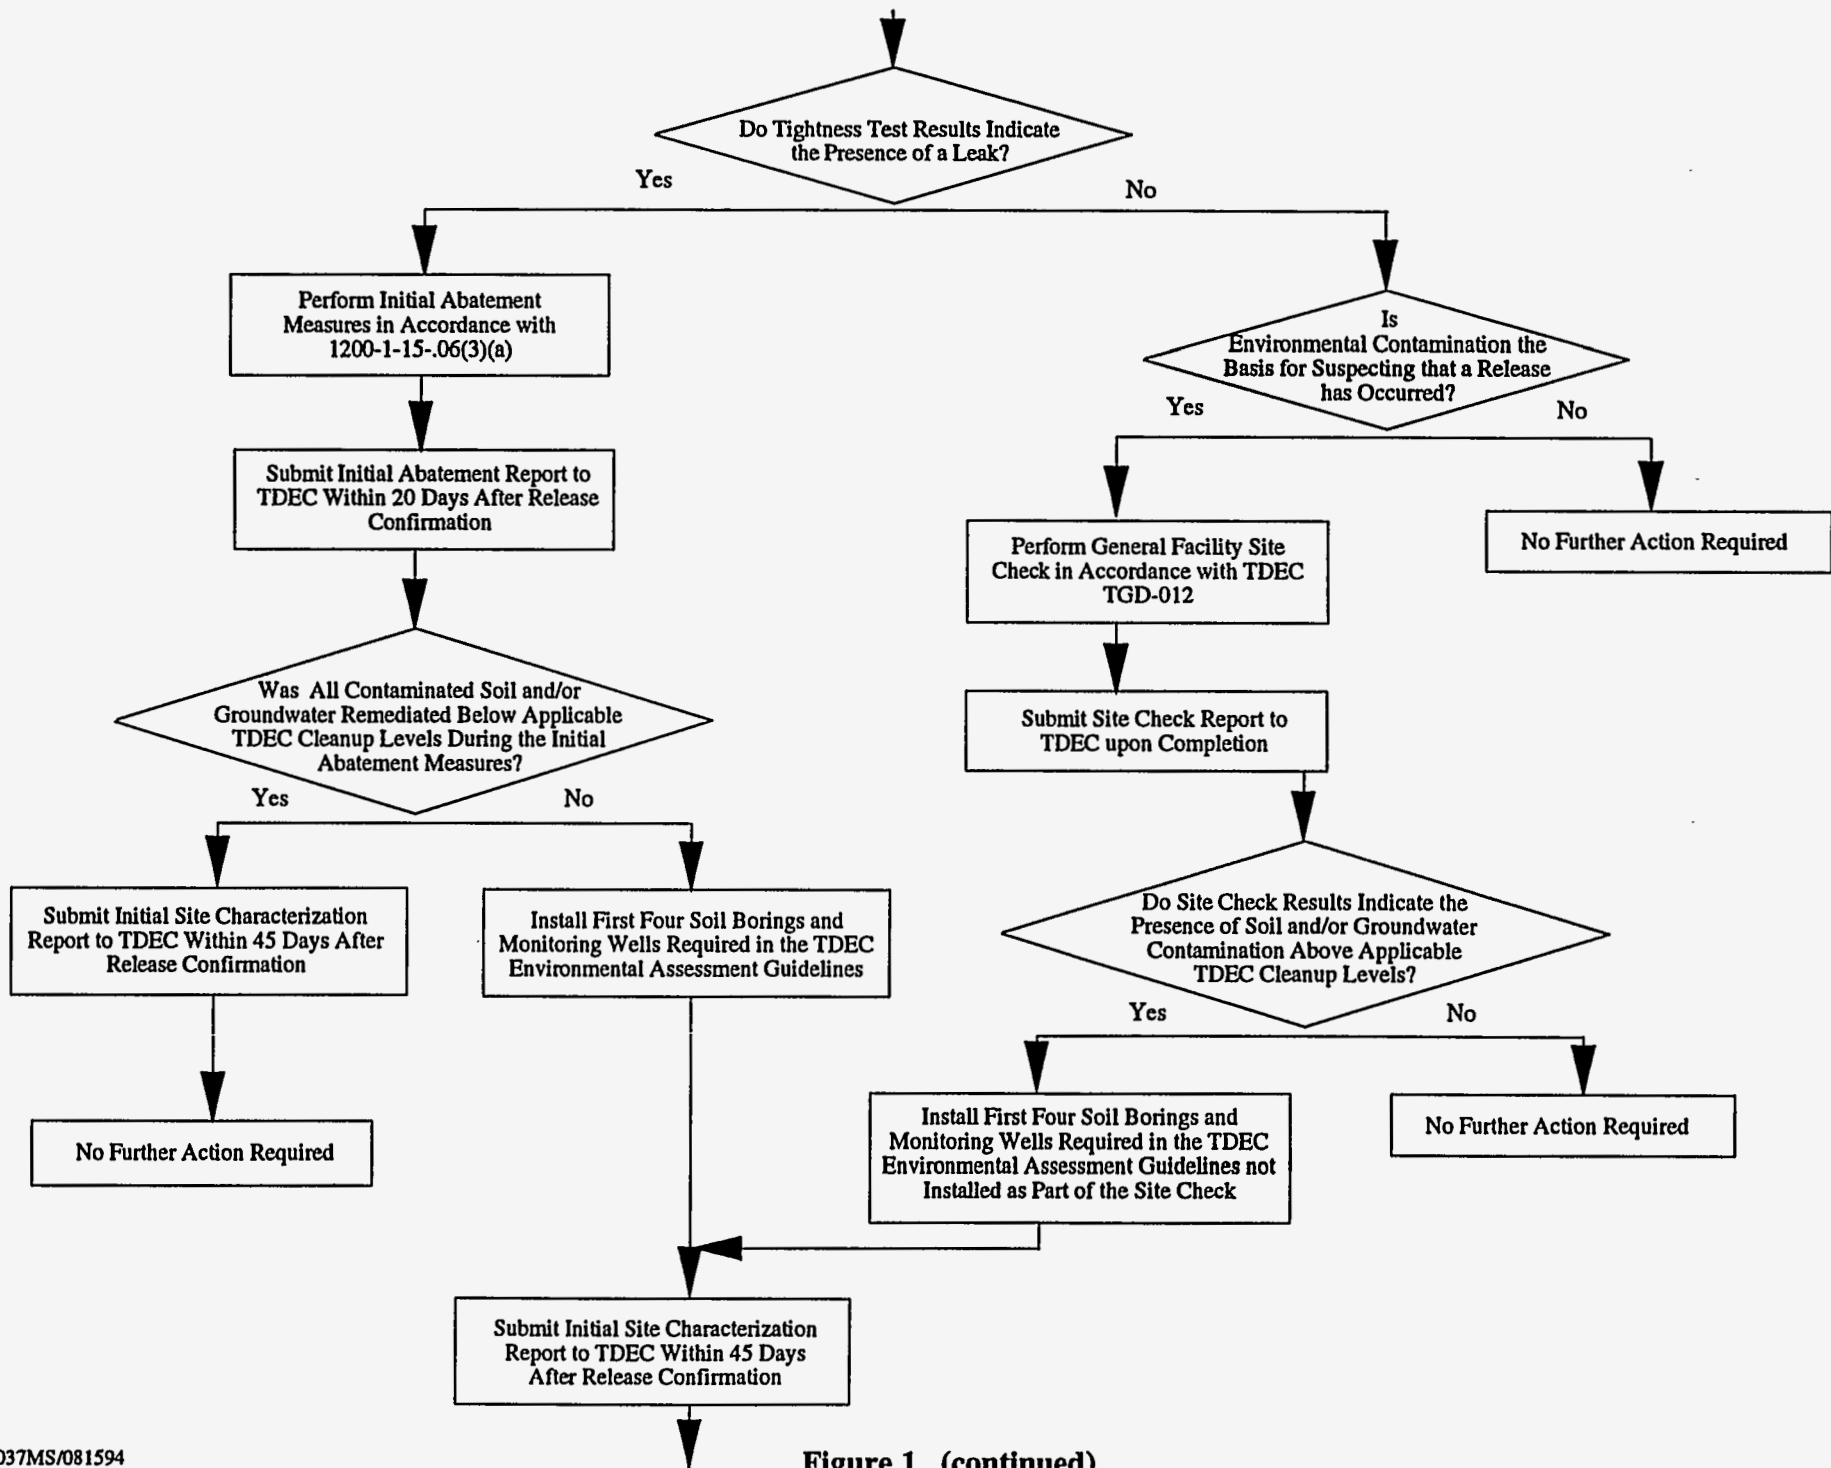 Do Tightness Test Results Indicate
the Presence of a Leak?
Yes
No
Perform Initial Abatement
Measures in Accordance with
1200-1-15-.06(3)(a)
Is
Environmental Contamination the
Basis for Suspecting that a Release
has Occurred?
Yes
No
Submit Initial Abatement Report to
TDEC Within 20 Days After Release
Confirmation
Perform General Facility Site
Check in Accordance with TDEC
TGD-012
No Further Action Required
Was All Contaminated Soil and/or
Groundwater Remediated Below Applicable
TDEC Cleanup Levels During the Initial
Abatement Measures?
Yes
No
Submit Site Check Report to
TDEC upon Completion
Submit Initial Site Characterization
Report to TDEC Within 45 Days After
Release Confirmation
Install First Four Soil Borings and
Monitoring Wells Required in the TDEC
Environmental Assessment Guidelines
Do Site Check Results Indicate the
Presence of Soil and/or Groundwater
Contamination Above Applicable
TDEC Cleanup Levels?
Yes
No
No Further Action Required
Install First Four Soil Borings and
Monitoring Wells Required in the TDEC
Environmental Assessment Guidelines not
Installed as Part of the Site Check
No Further Action Required
Submit Initial Site Characterization
Report to TDEC Within 45 Days
After Release Confirmation
037MS/081594
Figure 1. (continued)